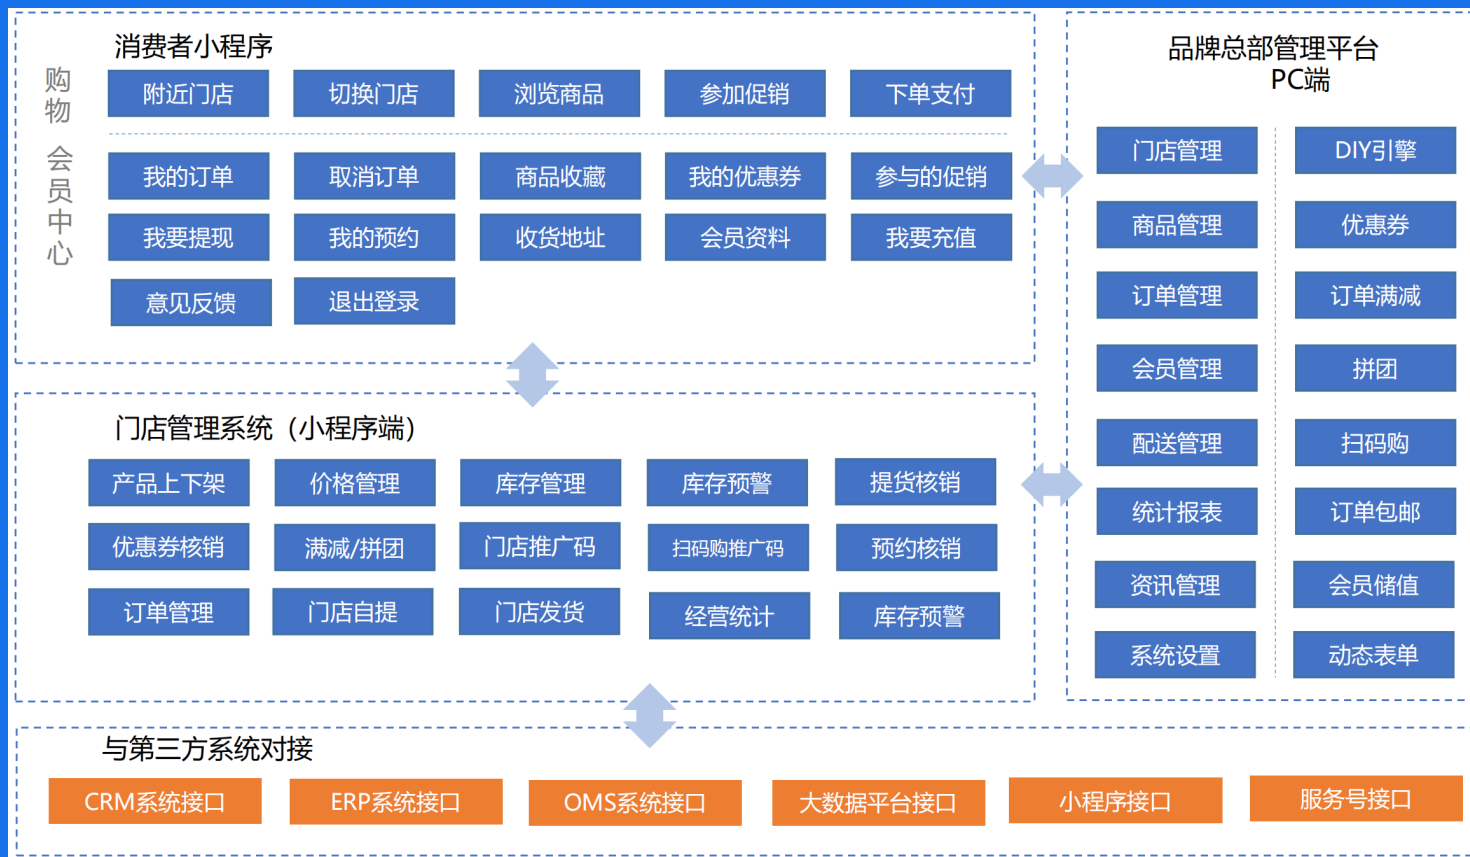 消费者小程序
购物
附近门店
切换门店
浏览商品
参加促销
下单支付
会员中心
我的订单
取消订单
商品收藏
我的优惠券
参与的促销
我要提现
我的预约
收货地址
会员资料
我要充值
意见反馈
退出登录
品牌总部管理平台
PC端
门店管理
DIY引擎
商品管理
优惠券
订单管理
订单满减
会员管理
拼团
配送管理
扫码购
统计报表
订单包邮
资讯管理
会员储值
系统设置
动态表单
门店管理系统（小程序端）
产品上下架
价格管理
库存管理
库存预警
提货核销
优惠券核销
满减/拼团
门店推广码
扫码购推广码
预约核销
订单管理
门店自提
门店发货
经营统计
库存预警
与第三方系统对接
CRM系统接口
ERP系统接口
OMS系统接口
大数据平台接口
小程序接口
服务号接口